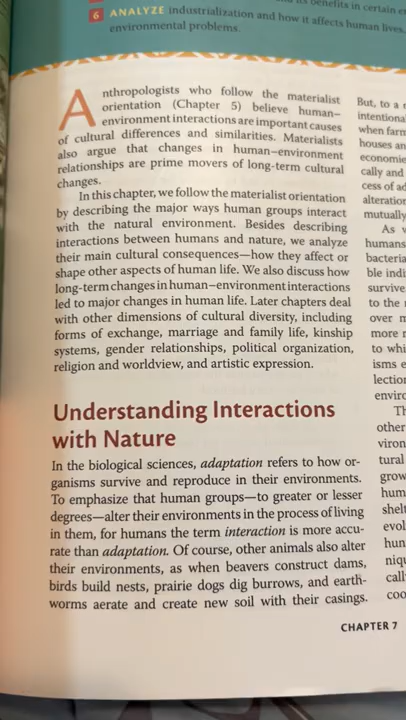 its benefits in certain
6 ANALYZE industrialization and how it affects human lives
environmental problems.
Anthropologists who follow the materialist
orientation (Chapter 5) believe human–
environment interactions are important causes
of cultural differences and similarities. Materialists
also argue that changes in human–environment
relationships are prime movers of long-term cultural
changes.
In this chapter, we follow the materialist orientation
by describing the major ways human groups interact
with the natural environment. Besides describing
interactions between humans and nature, we analyze
their main cultural consequences—how they affect or
shape other aspects of human life. We also discuss how
long-term changes in human–environment interactions
led to major changes in human life. Later chapters deal
with other dimensions of cultural diversity, including
forms of exchange, marriage and family life, kinship
systems, gender relationships, political organization,
religion and worldview, and artistic expression.
Understanding Interactions
with Nature
In the biological sciences, adaptation refers to how or-
ganisms survive and reproduce in their environments.
To emphasize that human groups—to greater or lesser
degrees—alter their environments in the process of living
in them, for humans the term interaction is more accu-
rate than adaptation. Of course, other animals also alter
their environments, as when beavers construct dams,
birds build nests, prairie dogs dig burrows, and earth-
worms aerate and create new soil with their casings.
But, to a
intentiona
when farm
houses an
economie
cally and
cess of ad
alteration
mutually
As
humans
bacteria
ble indi
survive
to the
over
more
to whi
isms e
lection
enviro
Th
other
viron
tural
grow
hum
shelt
evol
hun
niqu
call
coo
CHAPTER 7